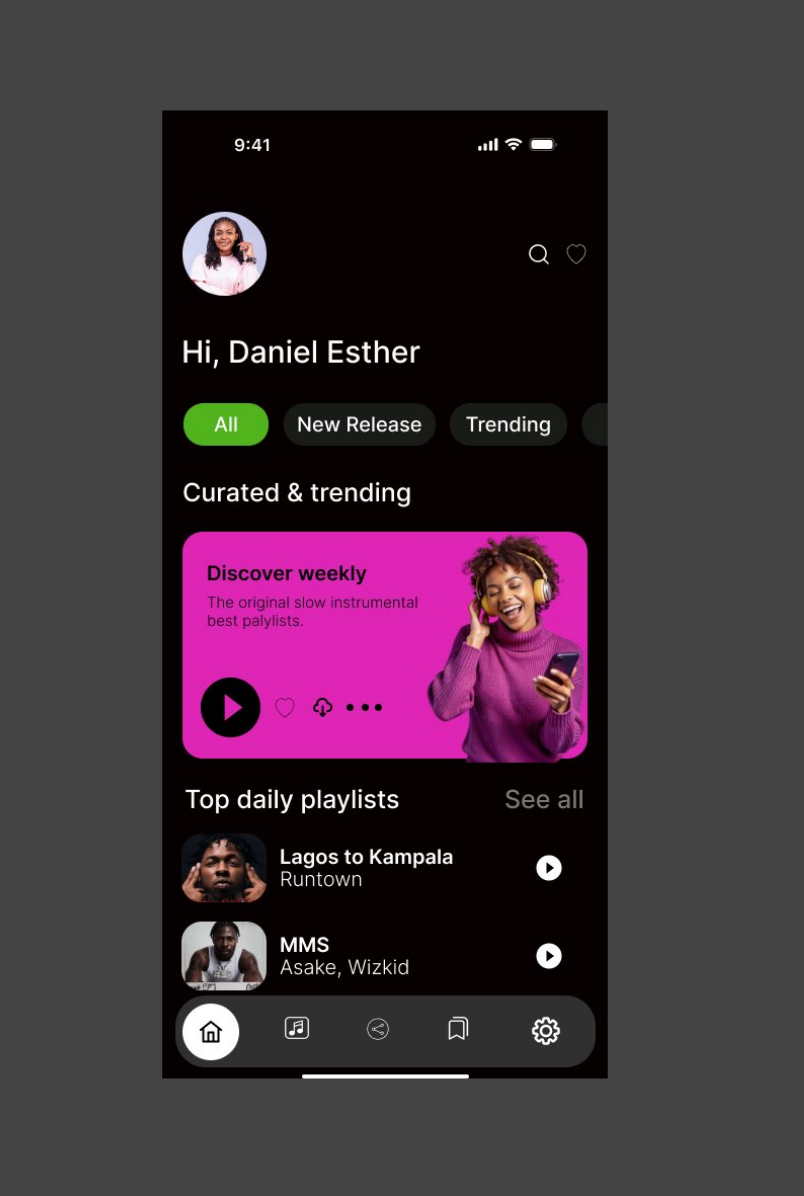 9:41
Hi, Daniel Esther
All
New Release
Trending
Curated & trending
Discover weekly
The original slow instrumental
best palylists.
Top daily playlists
See all
Lagos to Kampala
Runtown
MMS
Asake, Wizkid